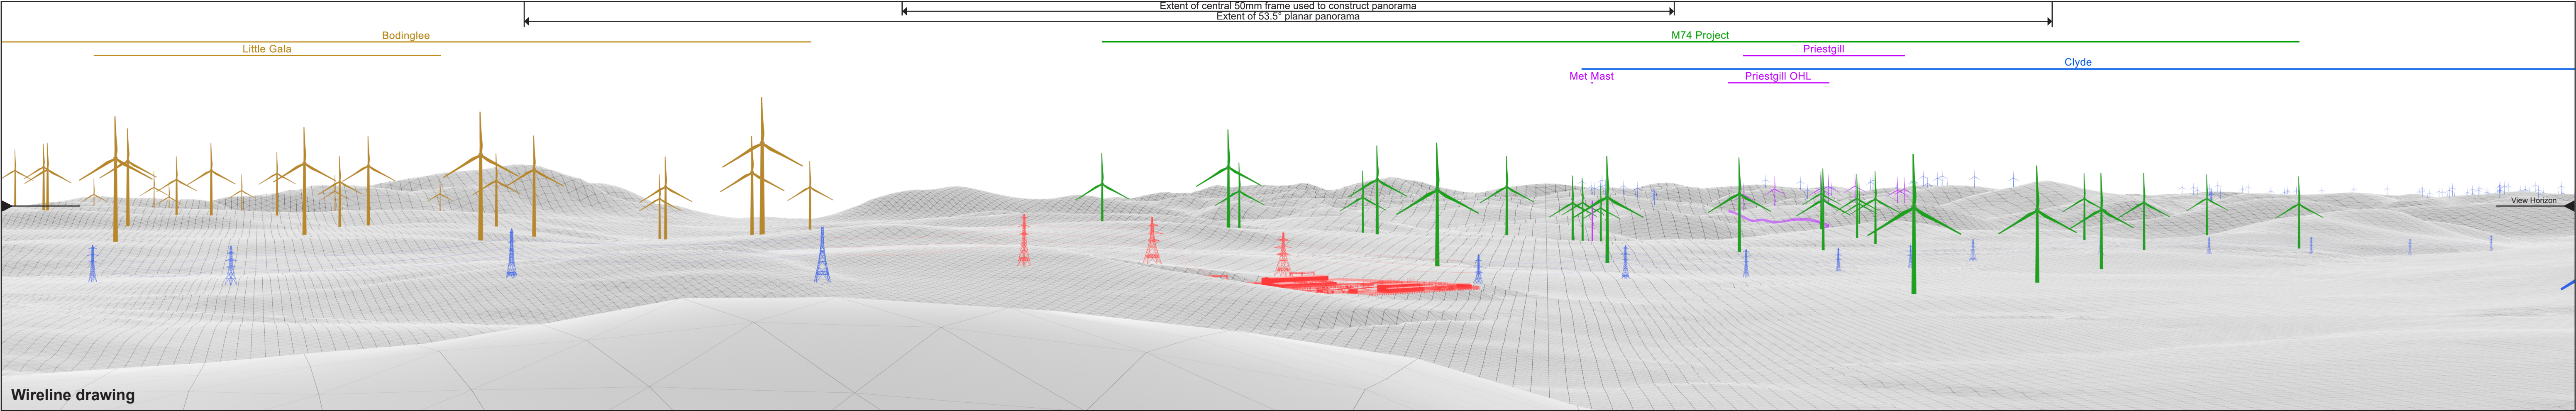 Extent of central 50mm frame used to construct panorama
Extent of 53.5° planar panorama
Bodinglee
M74 Project
Little Gala
Priestgill
Clyde
Met Mast
Priestgill OHL
View Horizon
Wireline drawing